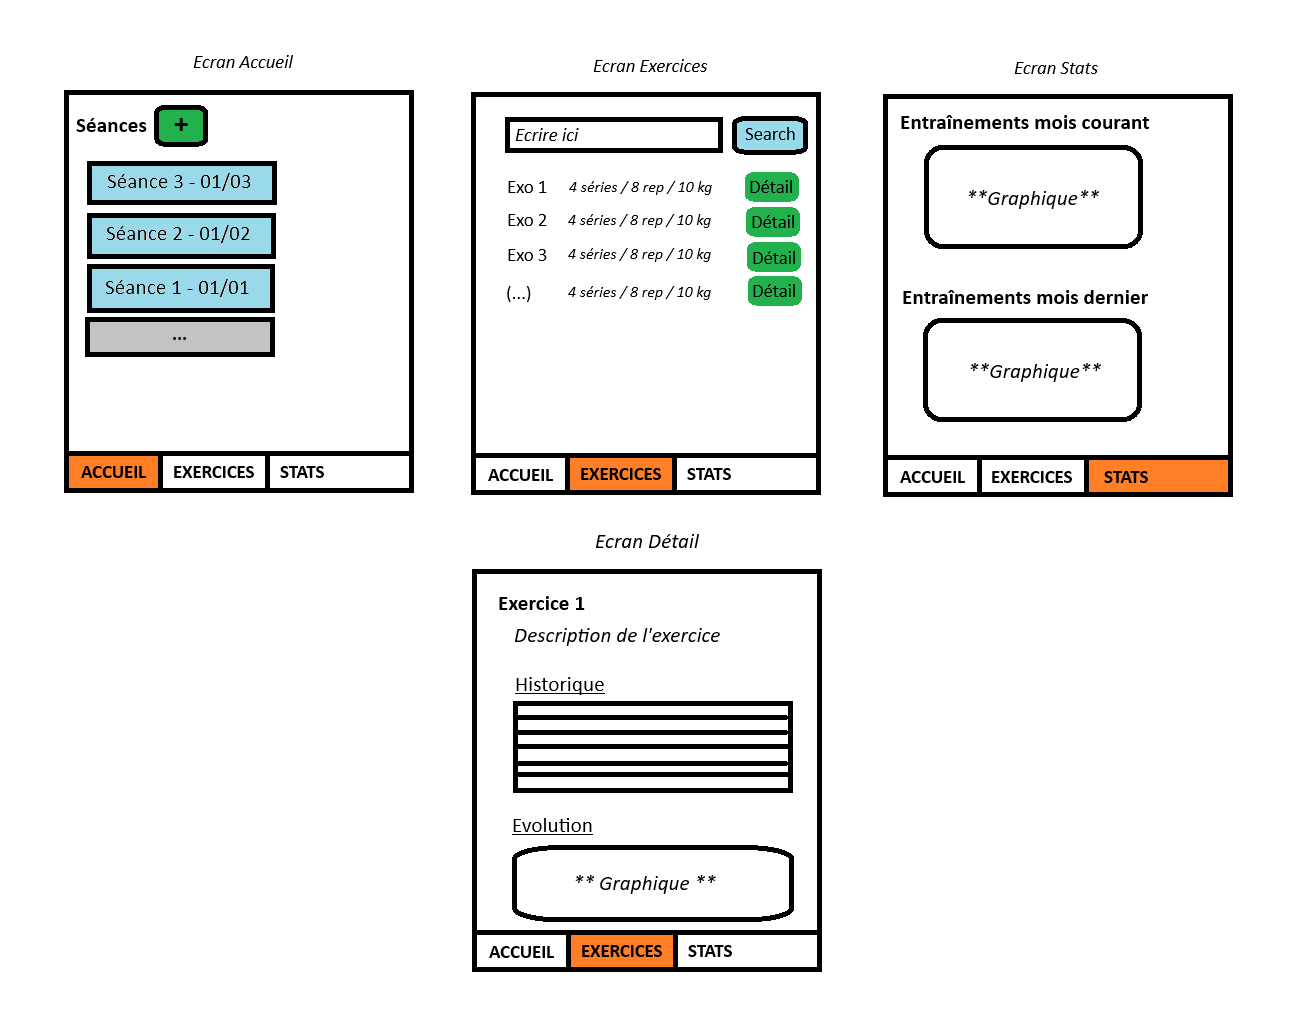 Ecran Accueil
Séances +
Séance 3 - 01/03
Séance 2 - 01/02
Séance 1 - 01/01
...
ACCUEIL EXERCICES STATS
Ecran Exercices
Ecrire ici Search
Exo 1 4 séries / 8 rep / 10 kg Détail
Exo 2 4 séries / 8 rep / 10 kg Détail
Exo 3 4 séries / 8 rep / 10 kg Détail
(...) 4 séries / 8 rep / 10 kg Détail
ACCUEIL EXERCICES STATS
Ecran Stats
Entraînements mois courant
**Graphique**
Entraînements mois dernier
**Graphique**
ACCUEIL EXERCICES STATS
Ecran Détail
Exercice 1
Description de l'exercice
Historique
Evolution
** Graphique **
ACCUEIL EXERCICES STATS